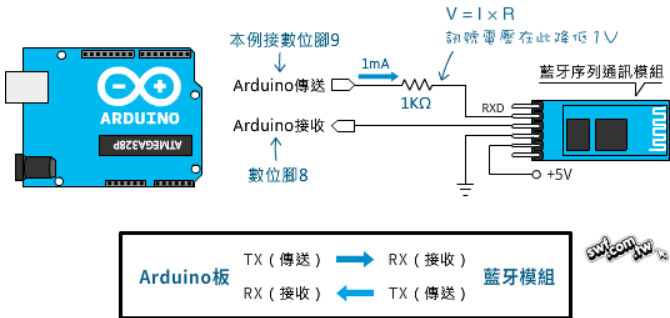 V = I × R
訊號電壓在此降低1V
本例接數位腳9
1mA
藍牙序列通訊模組
Arduino傳送
1KΩ
RXD
Arduino接收
ARDUINO
ATMEGA328P
數位腳8
+5V
swf.com.tw
Arduino板
TX（傳送）
RX（接收）
藍牙模組
RX（接收）
TX（傳送）